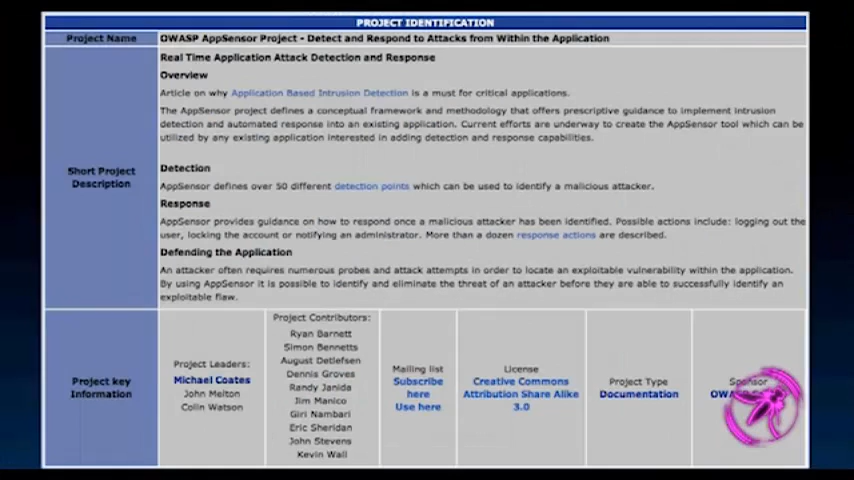 PROJECT IDENTIFICATION
Project Name
OWASP AppSensor Project - Detect and Respond to Attacks from Within the Application
Short Project
Description
Real Time Application Attack Detection and Response
Overview
Article on why Application Based Intrusion Detection is a must for critical applications.
The AppSensor project defines a conceptual framework and methodology that offers prescriptive guidance to implement intrusion
detection and automated response into an existing application. Current efforts are underway to create the AppSensor tool which can be
utilized by any existing application interested in adding detection and response capabilities.
Detection
AppSensor defines over 50 different detection points which can be used to identify a malicious attacker.
Response
AppSensor provides guidance on how to respond once a malicious attacker has been identified. Possible actions include: logging out the
user, locking the account or notifying an administrator. More than a dozen response actions are described.
Defending the Application
An attacker often requires numerous probes and attack attempts in order to locate an exploitable vulnerability within the application.
By using AppSensor it is possible to identify and eliminate the threat of an attacker before they are able to successfully identify an
exploitable flaw.
Project key
Information
Project Leaders:
Michael Coates
John Melton
Colin Watson
Project Contributors:
Ryan Barnett
Simon Bennetts
August Detlefsen
Dennis Groves
Randy Janida
Jim Manico
Giri Nambari
Eric Sheridan
John Stevens
Kevin Wall
Mailing list
Subscribe
here
Use here
License
Creative Commons
Attribution Share Alike
3.0
Project Type
Documentation
Sponsor